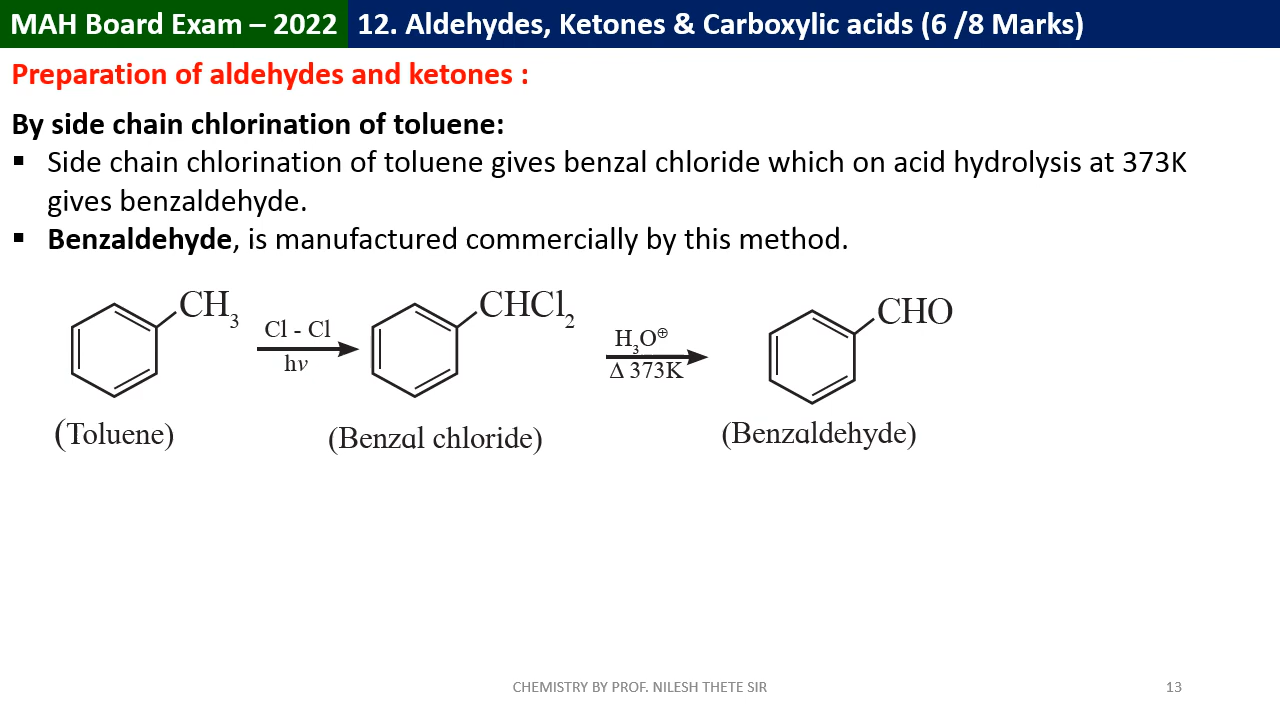 MAH Board Exam – 2022 12. Aldehydes, Ketones & Carboxylic acids (6 /8 Marks)
Preparation of aldehydes and ketones :
By side chain chlorination of toluene:
▪ Side chain chlorination of toluene gives benzal chloride which on acid hydrolysis at 373K
gives benzaldehyde.
▪ Benzaldehyde, is manufactured commercially by this method.
CH₃
Cl - Cl
hν
CHCl₂
H₃O⊕
Δ 373K
CHO
(Toluene)
(Benzal chloride)
(Benzaldehyde)
CHEMISTRY BY PROF. NILESH THETE SIR
13